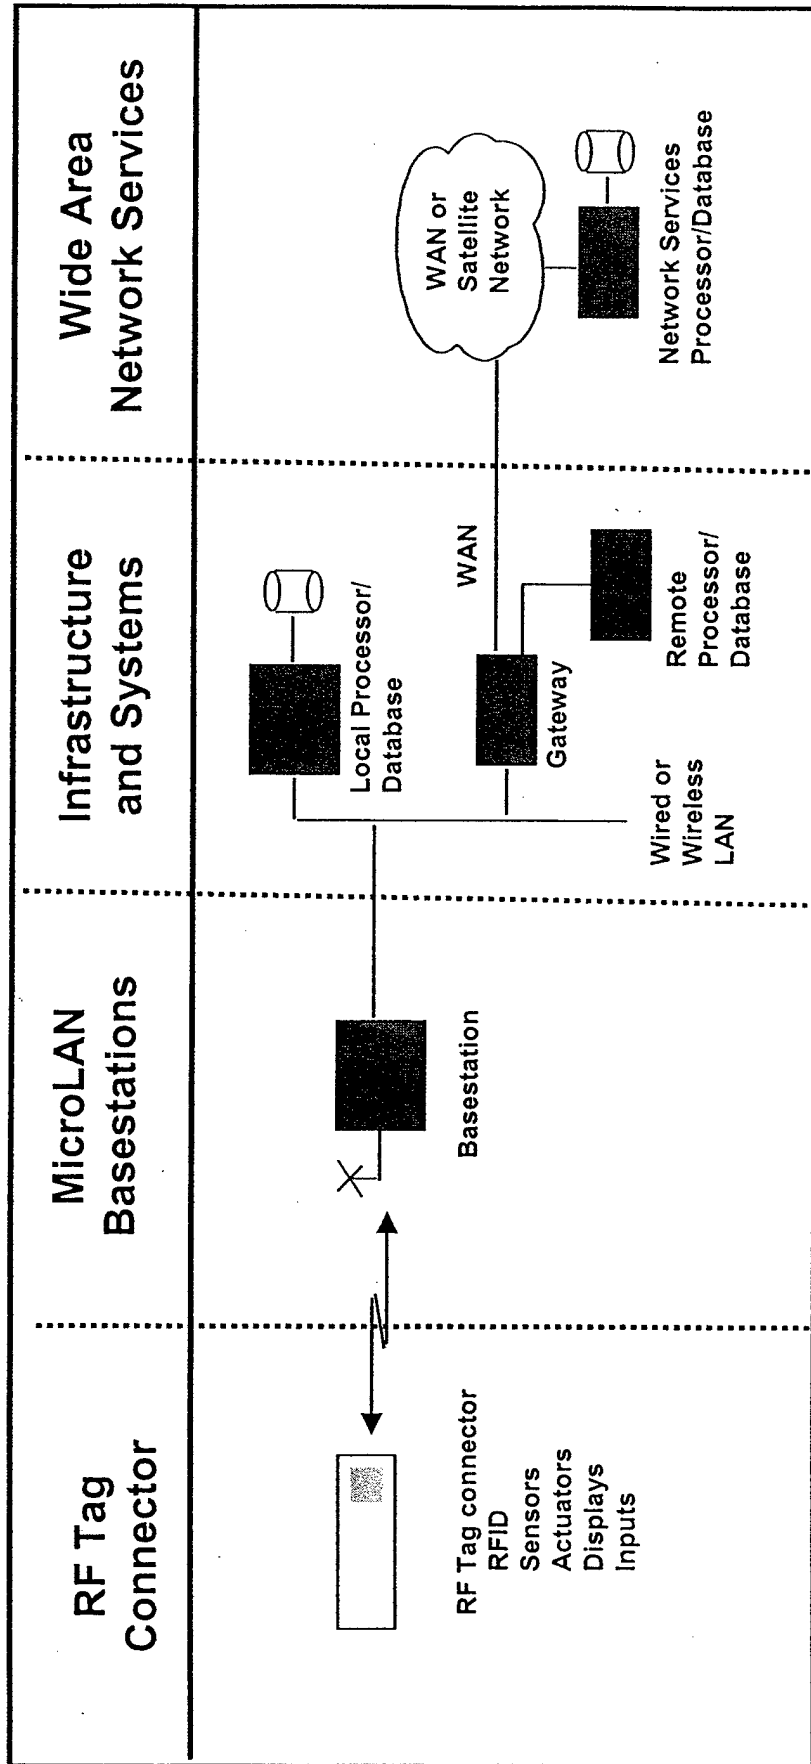 RF Tag
Connector
MicroLAN
Basestations
Infrastructure
and Systems
Wide Area
Network Services
RF Tag connector
RFID
Sensors
Actuators
Displays
Inputs
Basestation
Local Processor/
Database
WAN
Gateway
Remote
Processor/
Database
Wired or
Wireless
LAN
WAN or
Satellite
Network
Network Services
Processor/Database